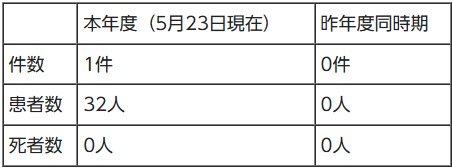 本年度（5月23日現在） 昨年度同時期
件数 1件 0件
患者数 32人 0人
死者数 0人 0人